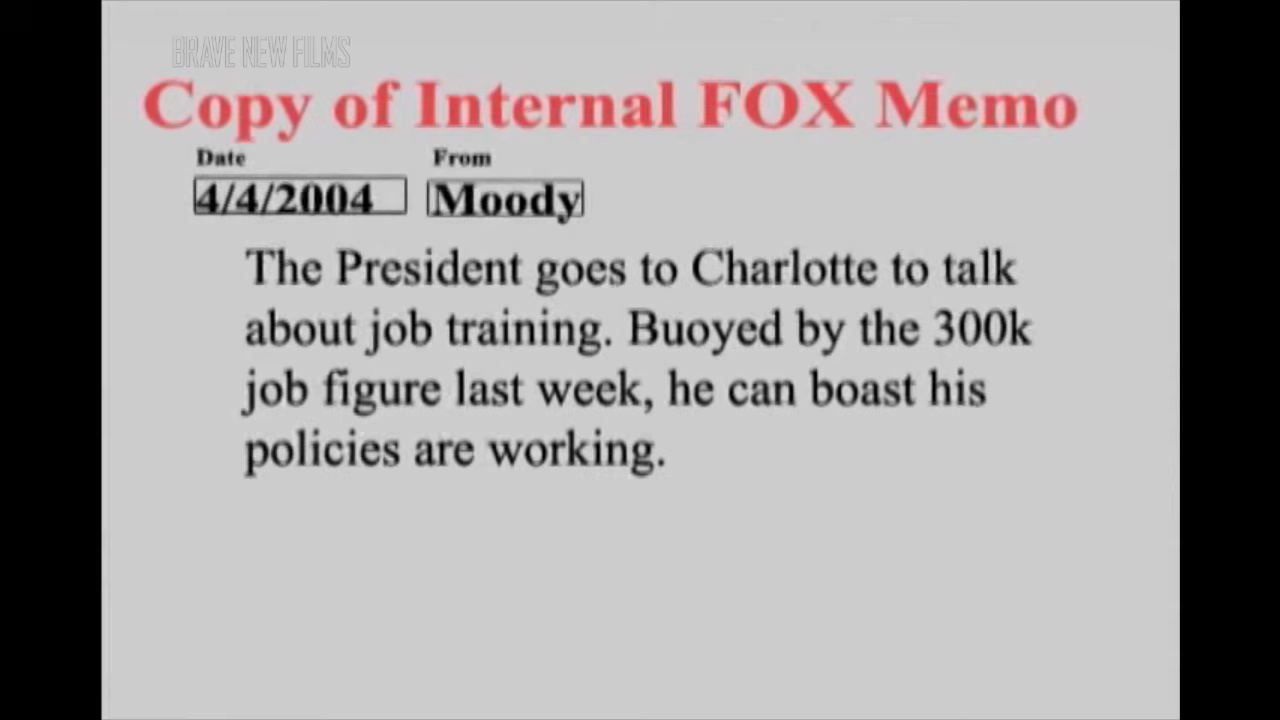 BRAVE NEW FILMS
Copy of Internal FOX Memo
Date From
4/4/2004 Moody
The President goes to Charlotte to talk
about job training. Buoyed by the 300k
job figure last week, he can boast his
policies are working.